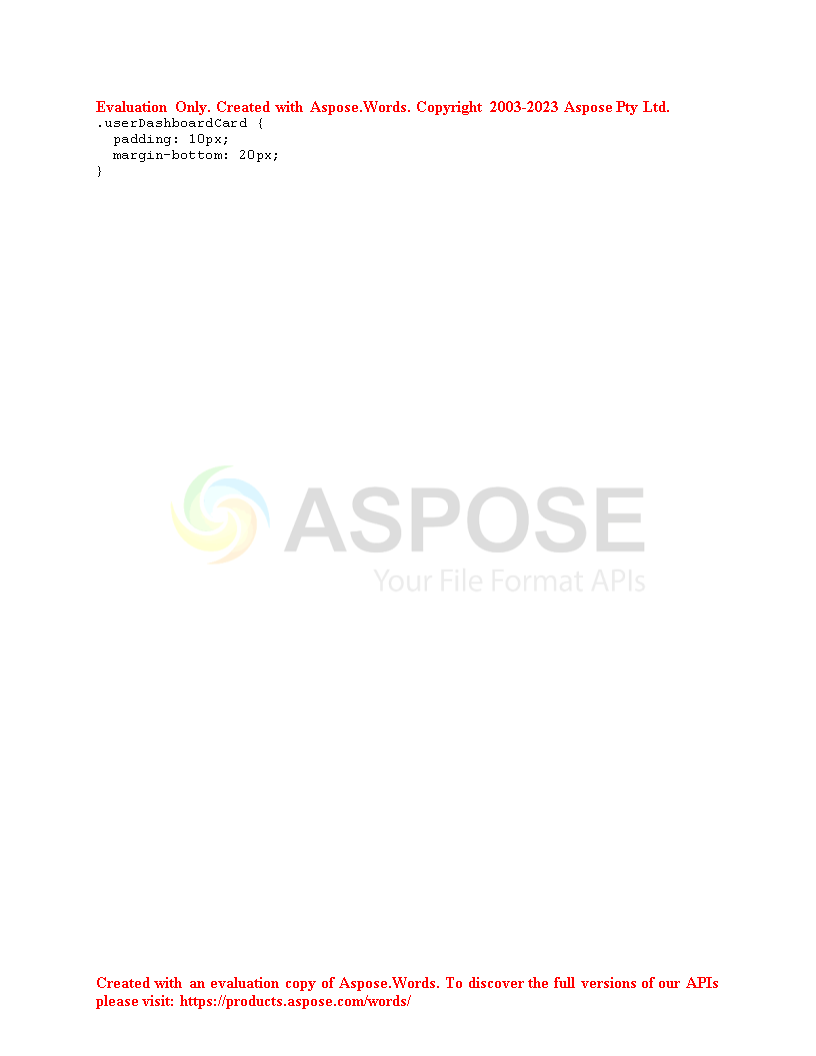 Evaluation Only. Created with Aspose.Words. Copyright 2003-2023 Aspose Pty Ltd.
.userDashboardCard {
  padding: 10px;
  margin-bottom: 20px;
}
ASPOSE
Your File Format APIs
Created with an evaluation copy of Aspose.Words. To discover the full versions of our APIs
please visit: https://products.aspose.com/words/